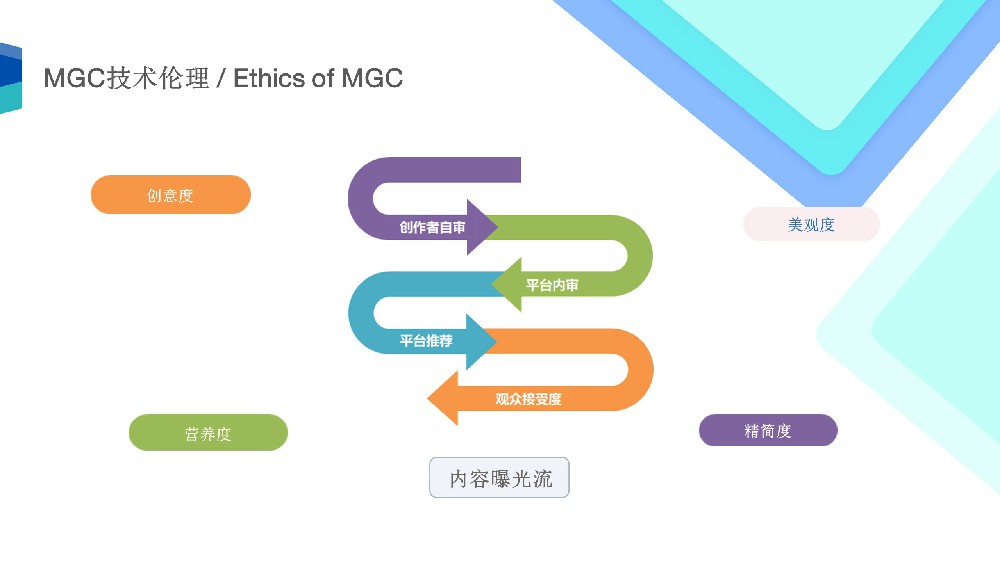 MGC技术伦理 / Ethics of MGC
创意度
创作者自审
美观度
平台内审
平台推荐
观众接受度
营养度
精简度
内容曝光流